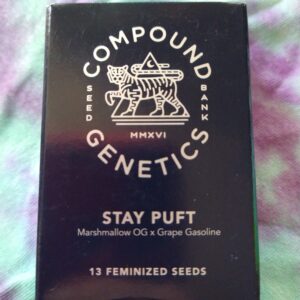 COMPOUND
SEED
BANK
MMXVI
GENETICS
STAY PUFT
Marshmallow OG x Grape Gasoline
13 FEMINIZED SEEDS